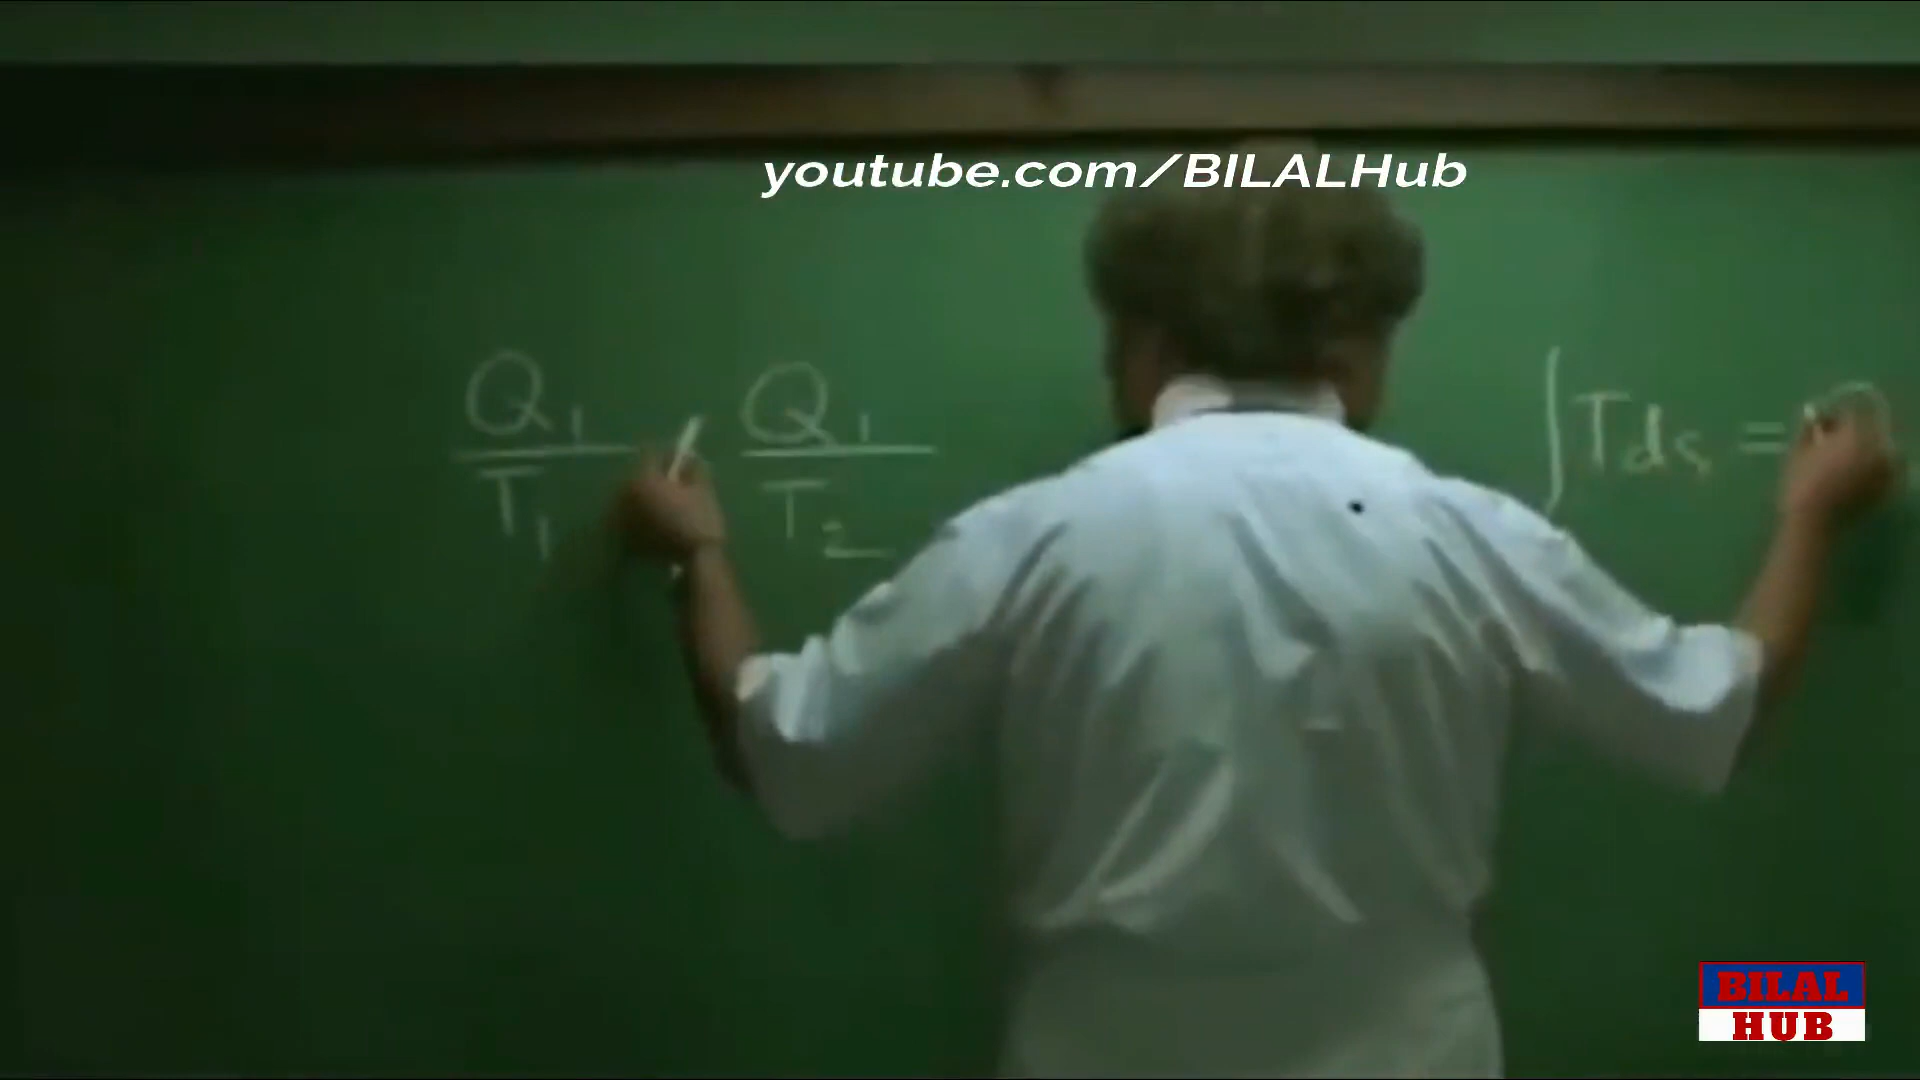 youtube.com/BILALHub
Q1 Q1
T1 T2
∫Tds =
BILAL
HUB